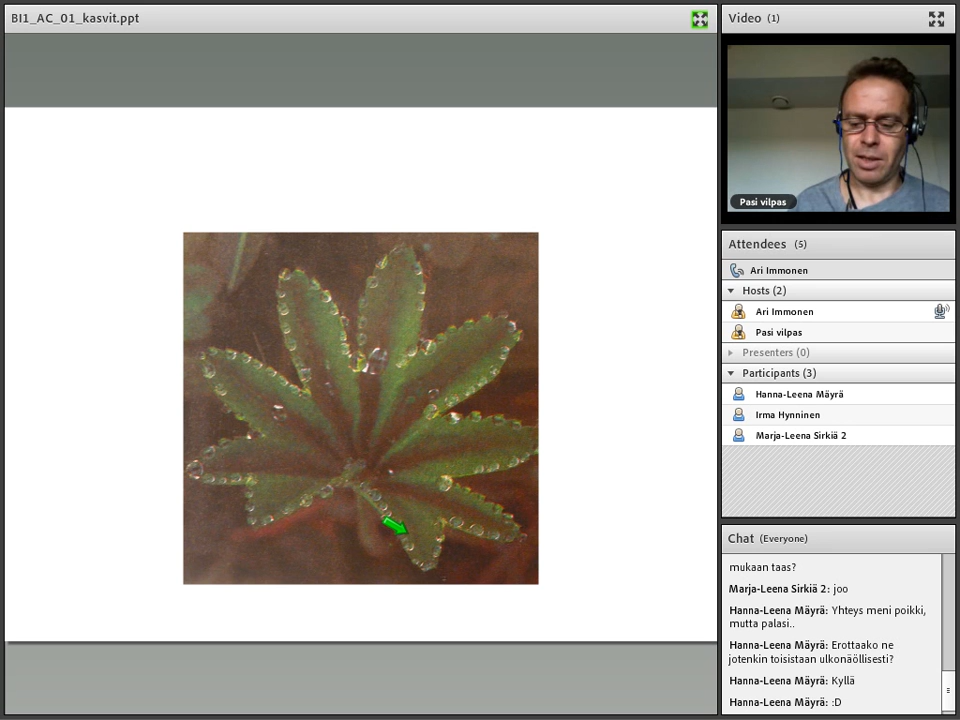 BI1_AC_01_kasvit.ppt
Video (1)
Pasi vilpas
Attendees (5)
Ari Immonen
Hosts (2)
Ari Immonen
Pasi vilpas
Presenters (0)
Participants (3)
Hanna-Leena Mäyrä
Irma Hynninen
Marja-Leena Sirkiä 2
Chat (Everyone)
mukaan taas?
Marja-Leena Sirkiä 2: joo
Hanna-Leena Mäyrä: Yhteys meni poikki,
mutta palasi..
Hanna-Leena Mäyrä: Erottaako ne
jotenkin toisistaan ulkonäöllisesti?
Hanna-Leena Mäyrä: Kyllä
Hanna-Leena Mäyrä: :D